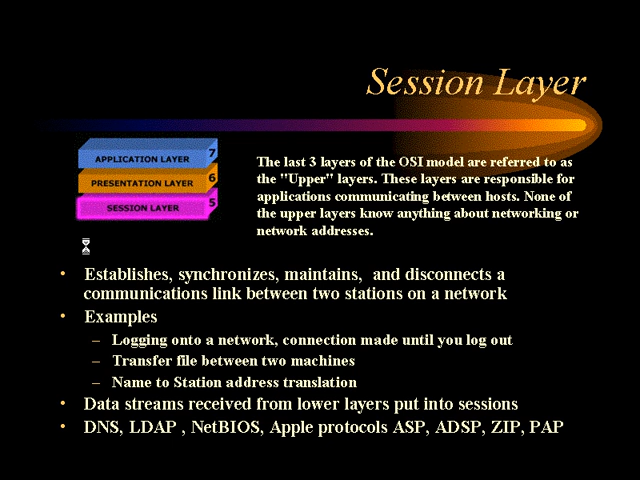 Session Layer
APPLICATION LAYER 7
PRESENTATION LAYER 6
SESSION LAYER 5
The last 3 layers of the OSI model are referred to as
the "Upper" layers. These layers are responsible for
applications communicating between hosts. None of
the upper layers know anything about networking or
network addresses.
• Establishes, synchronizes, maintains, and disconnects a
communications link between two stations on a network
• Examples
– Logging onto a network, connection made until you log out
– Transfer file between two machines
– Name to Station address translation
• Data streams received from lower layers put into sessions
• DNS, LDAP , NetBIOS, Apple protocols ASP, ADSP, ZIP, PAP